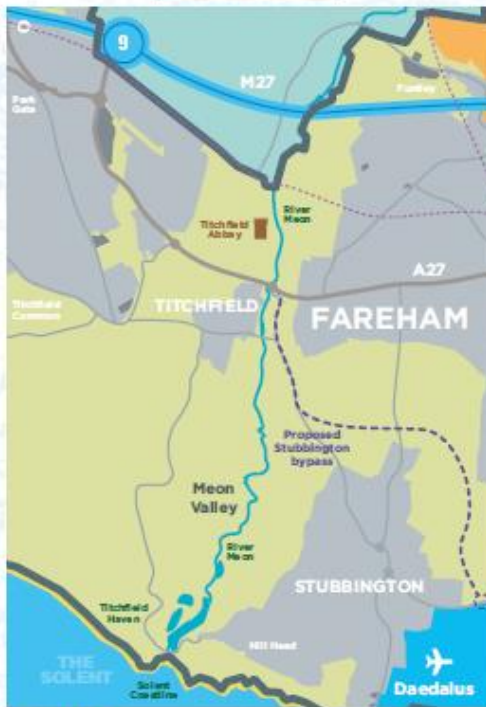 9
M27
Park
Gate
Funtley
Titchfield
Abbey
River
Meon
A27
Titchfield
Common
TITCHFIELD
FAREHAM
Proposed
Stubbington
bypass
Meon
Valley
River
Meon
STUBBINGTON
Titchfield
Haven
Hill Head
THE
SOLENT
Solent
Coastline
Daedalus